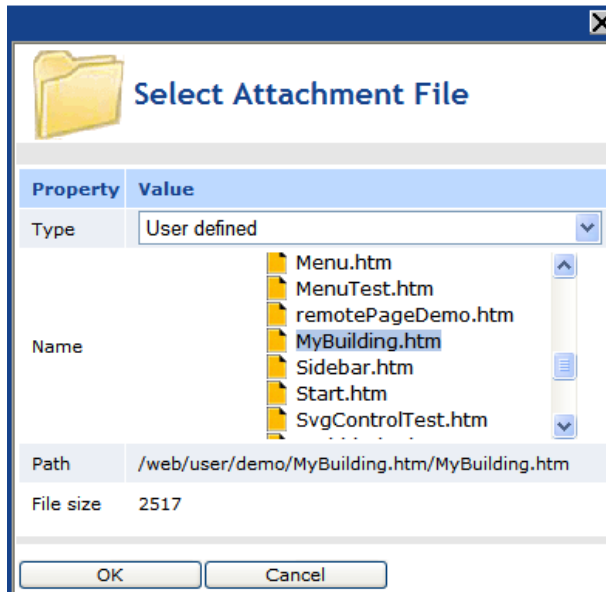 Select Attachment File
Property Value
Type User defined
Menu.htm
MenuTest.htm
remotePageDemo.htm
Name MyBuilding.htm
Sidebar.htm
Start.htm
SvgControlTest.htm
Path /web/user/demo/MyBuilding.htm/MyBuilding.htm
File size 2517
OK Cancel